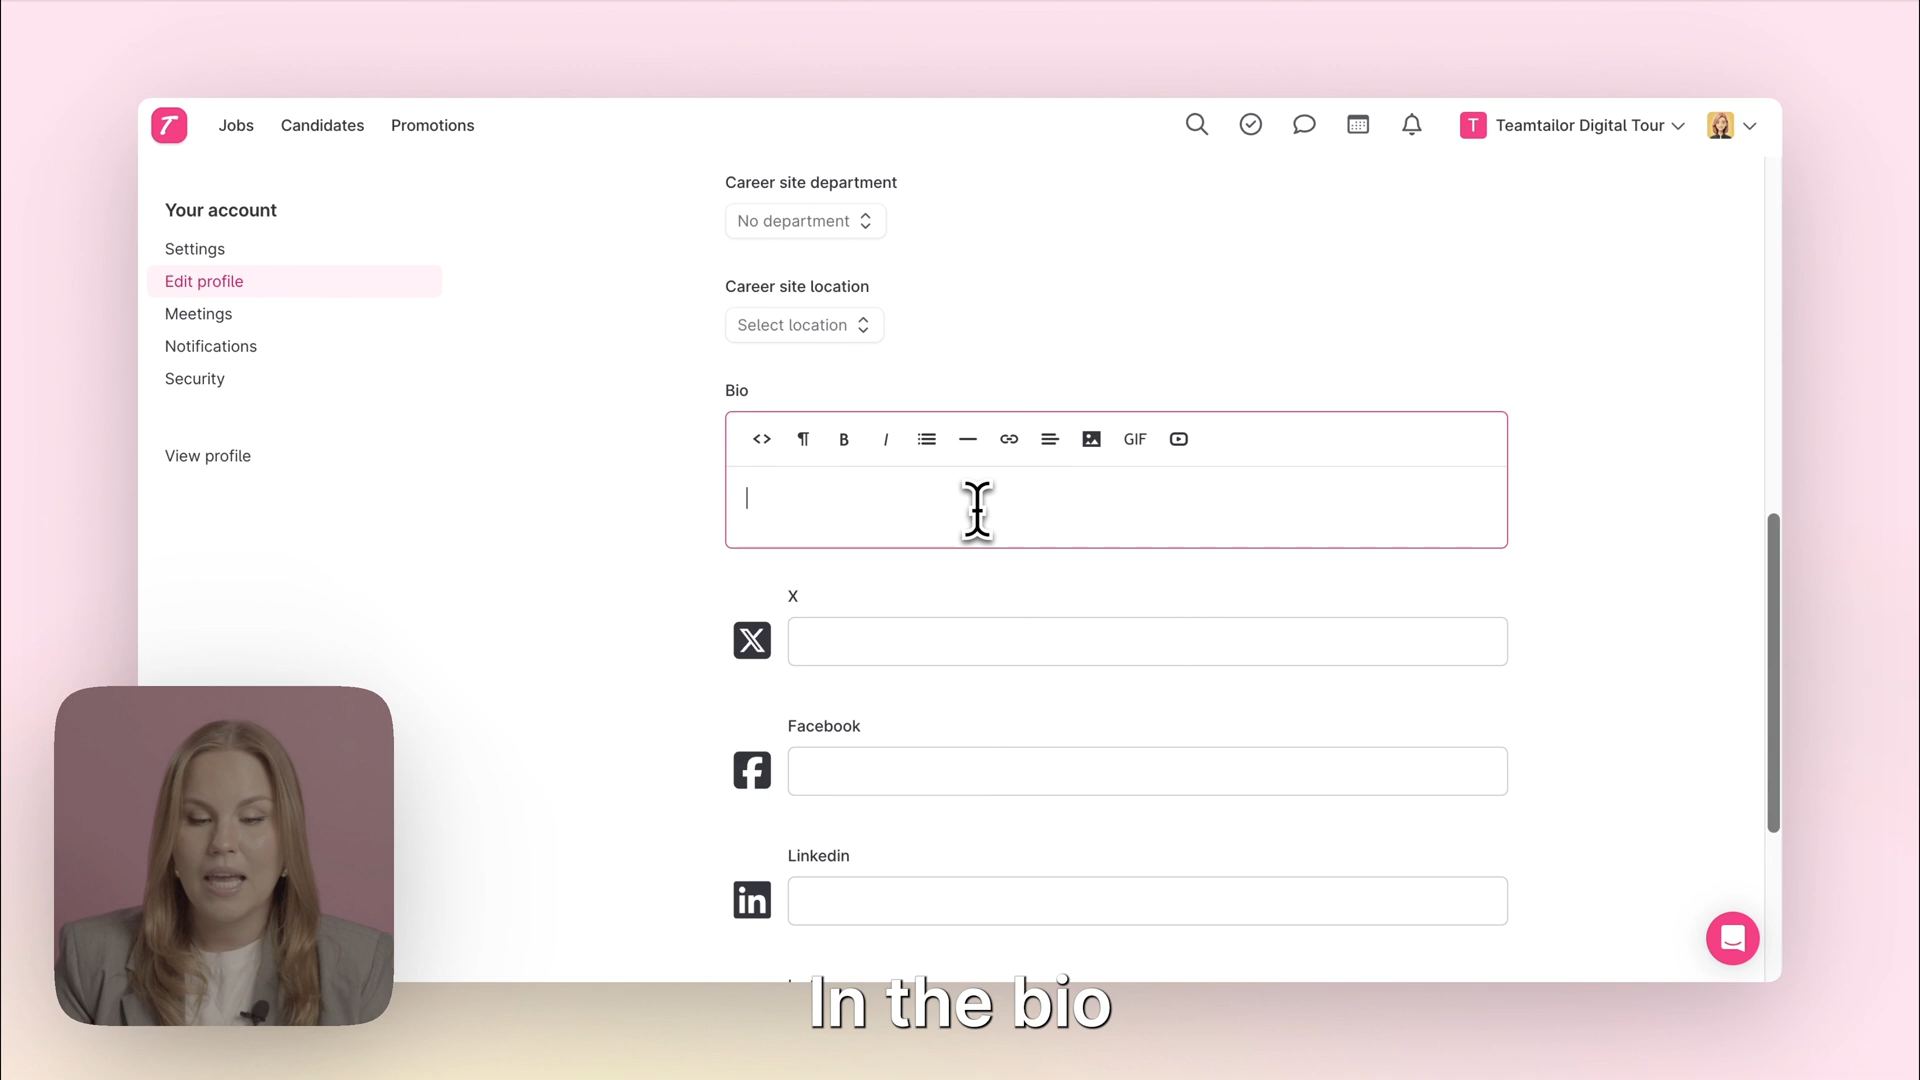 Jobs
Candidates
Promotions
T
Teamtailor Digital Tour
Your account
Settings
Edit profile
Meetings
Notifications
Security
View profile
Career site department
No department
Career site location
Select location
Bio
<> ¶ B I GIF
X
Facebook
Linkedin
in
In the bio